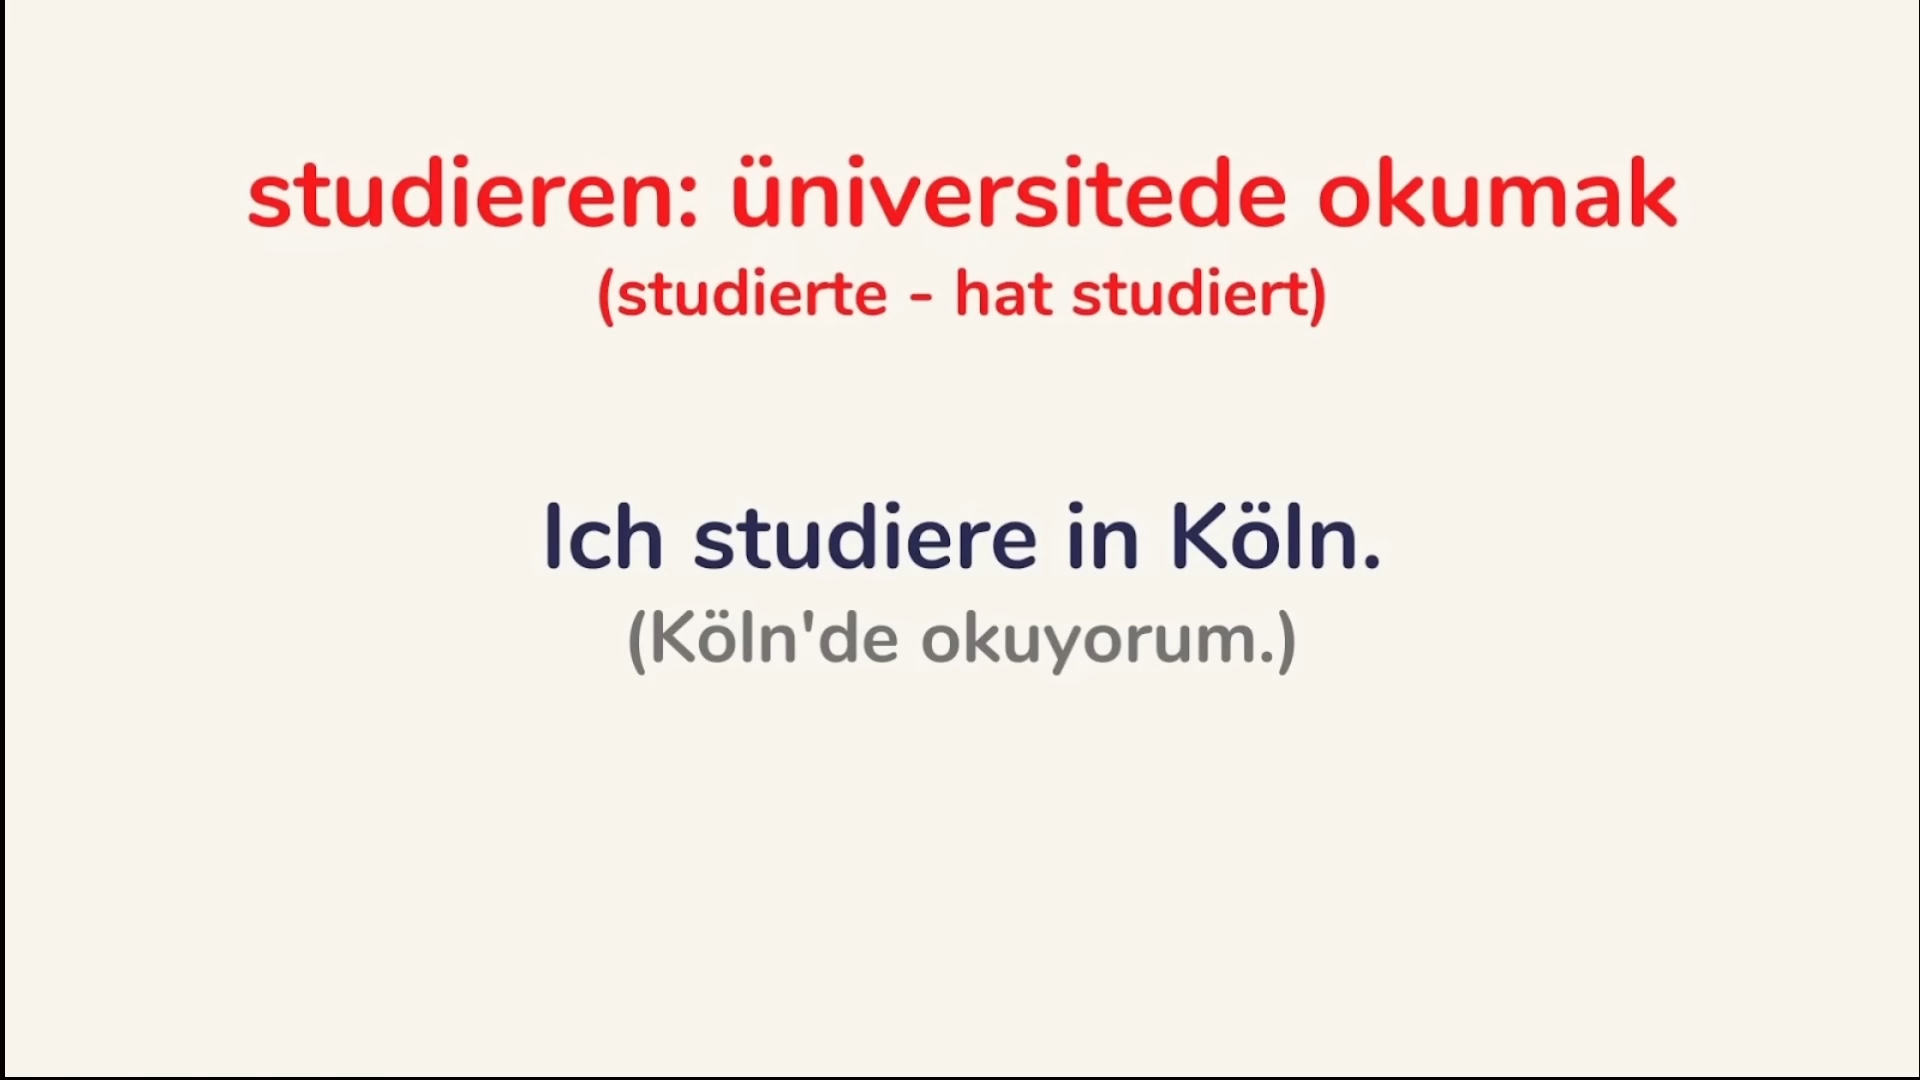 studieren: üniversitede okumak
(studierte - hat studiert)
Ich studiere in Köln.
(Köln'de okuyorum.)